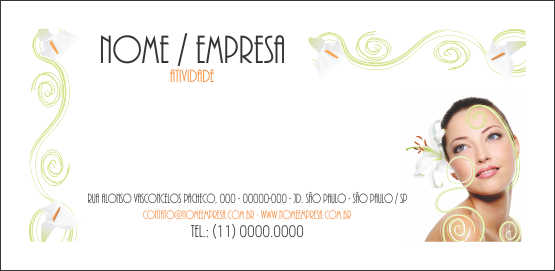 NOME / EMPRESA
ATIVIDADE
RUA ALONSO VASCONCELOS PACHECO, 000 - 00000-000 - JD. SÃO PAULO - SÃO PAULO / SP
CONTATO@NOMEEMPRESA.COM.BR - WWW.NOMEEMPRESA.COM.BR
TEL.: (11) 0000.0000